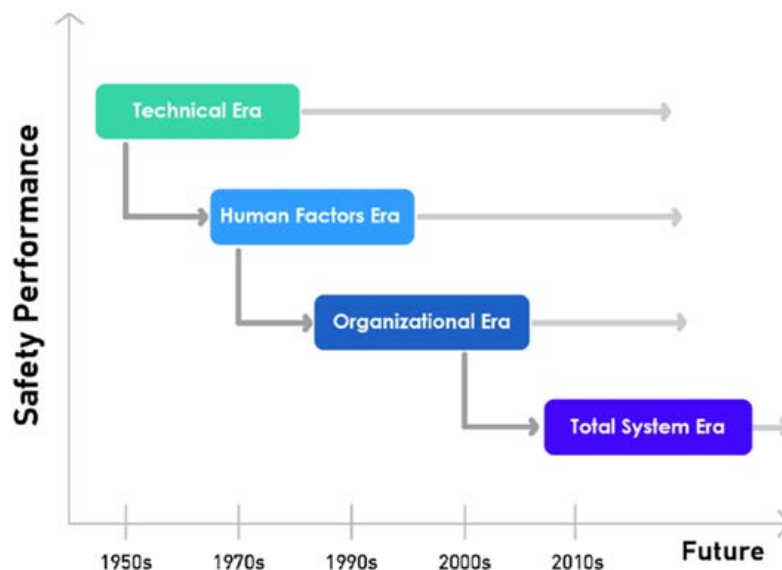 Safety Performance
Technical Era
Human Factors Era
Organizational Era
Total System Era
1950s 1970s 1990s 2000s 2010s Future